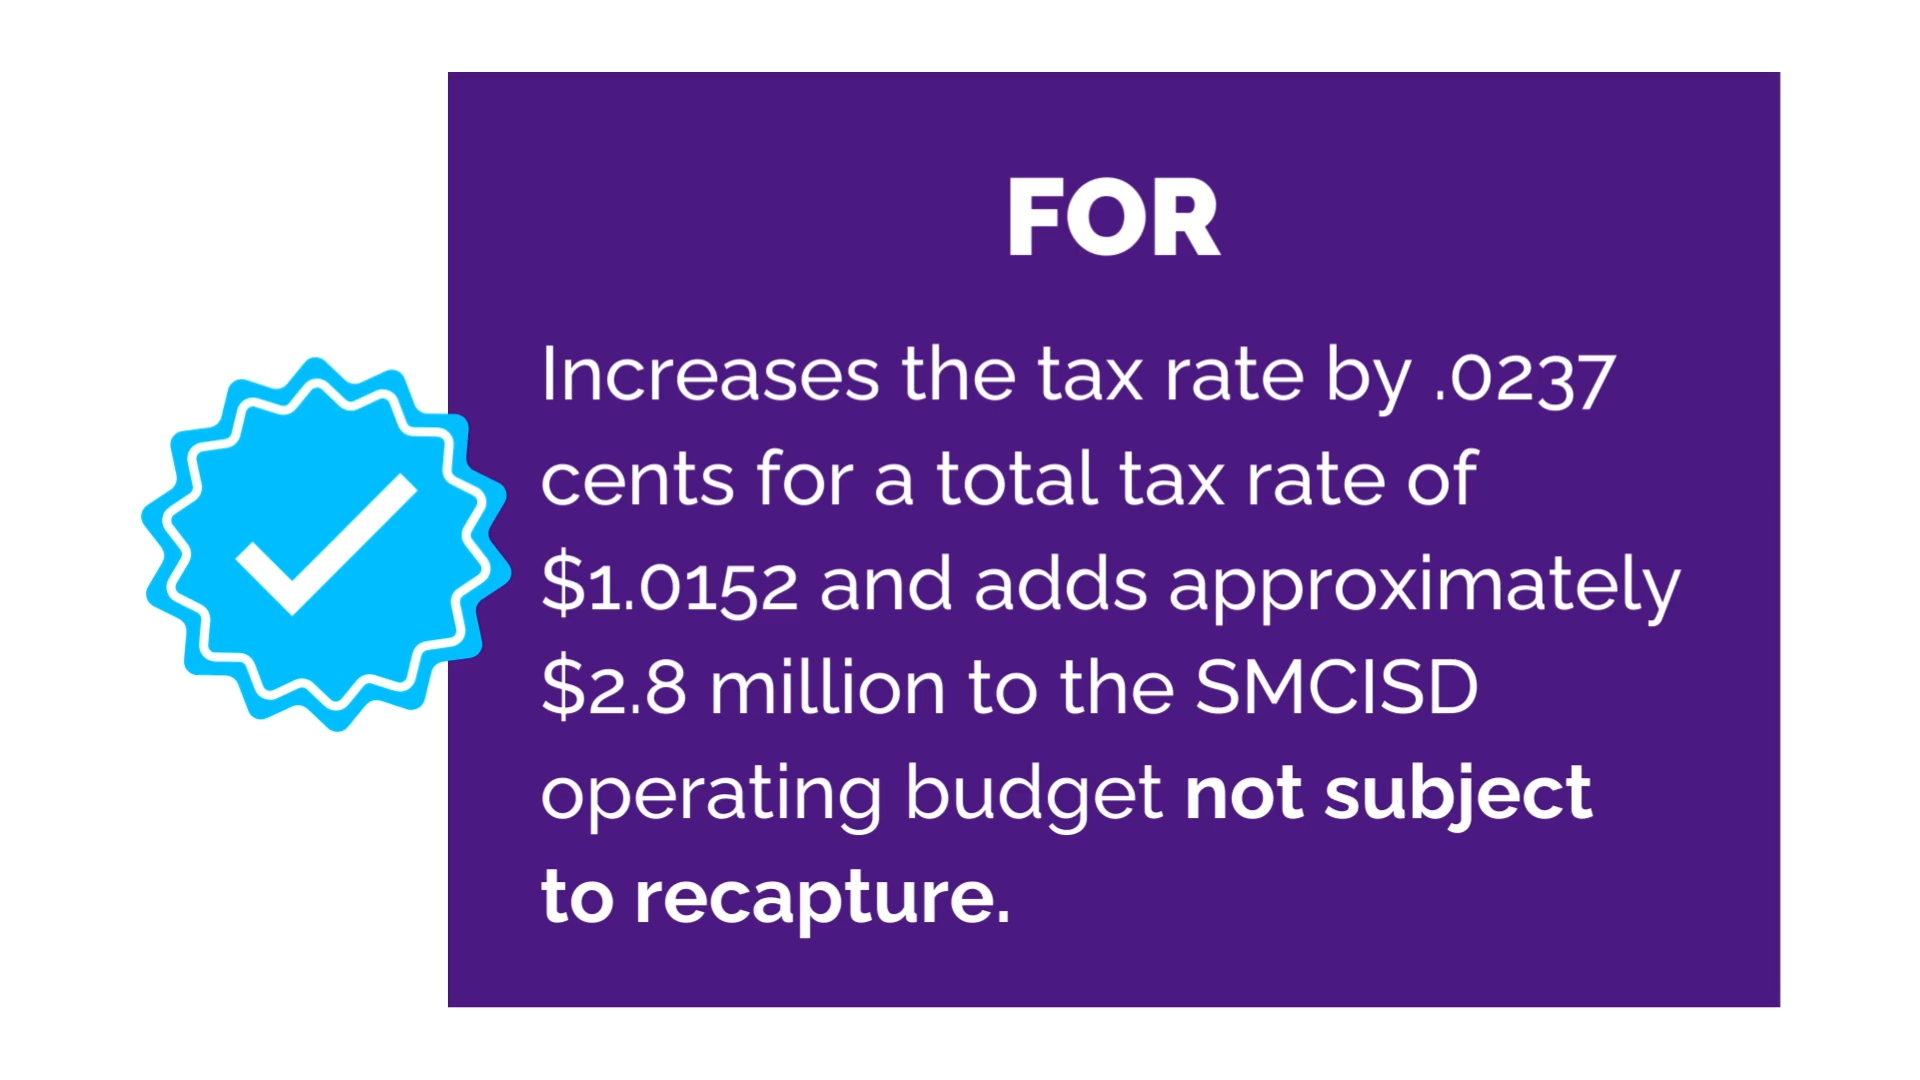 FOR
Increases the tax rate by .0237
cents for a total tax rate of
$1.0152 and adds approximately
$2.8 million to the SMCISD
operating budget not subject
to recapture.